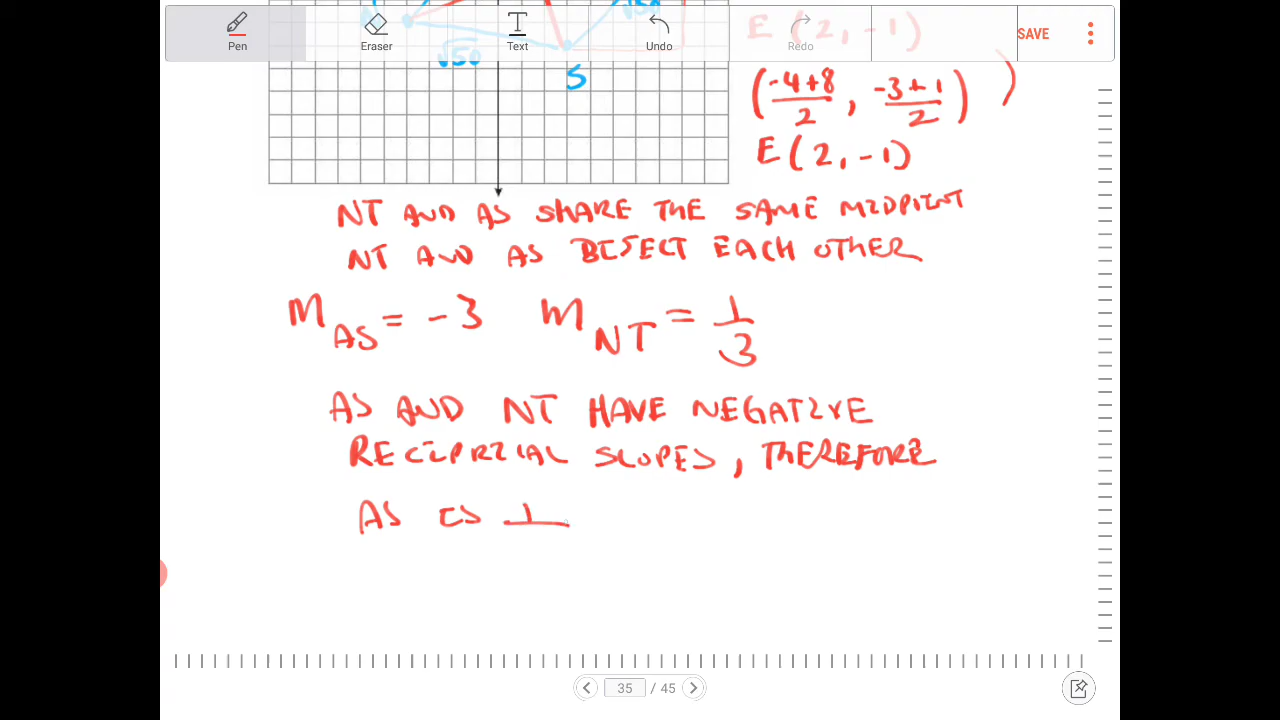 Pen
Eraser
Text
Undo
Redo
SAVE
E (2, -1)
√50
√50
S
(-4+8/2, -3+1/2)
E (2, -1)
NT AND AS SHARE THE SAME MIDPOINT
NT AND AS BISECT EACH OTHER
M AS = -3 M NT = 1/3
AS AND NT HAVE NEGATIVE
RECIPRICAL SLOPES, THEREFORE
AS IS ⊥
35 / 45